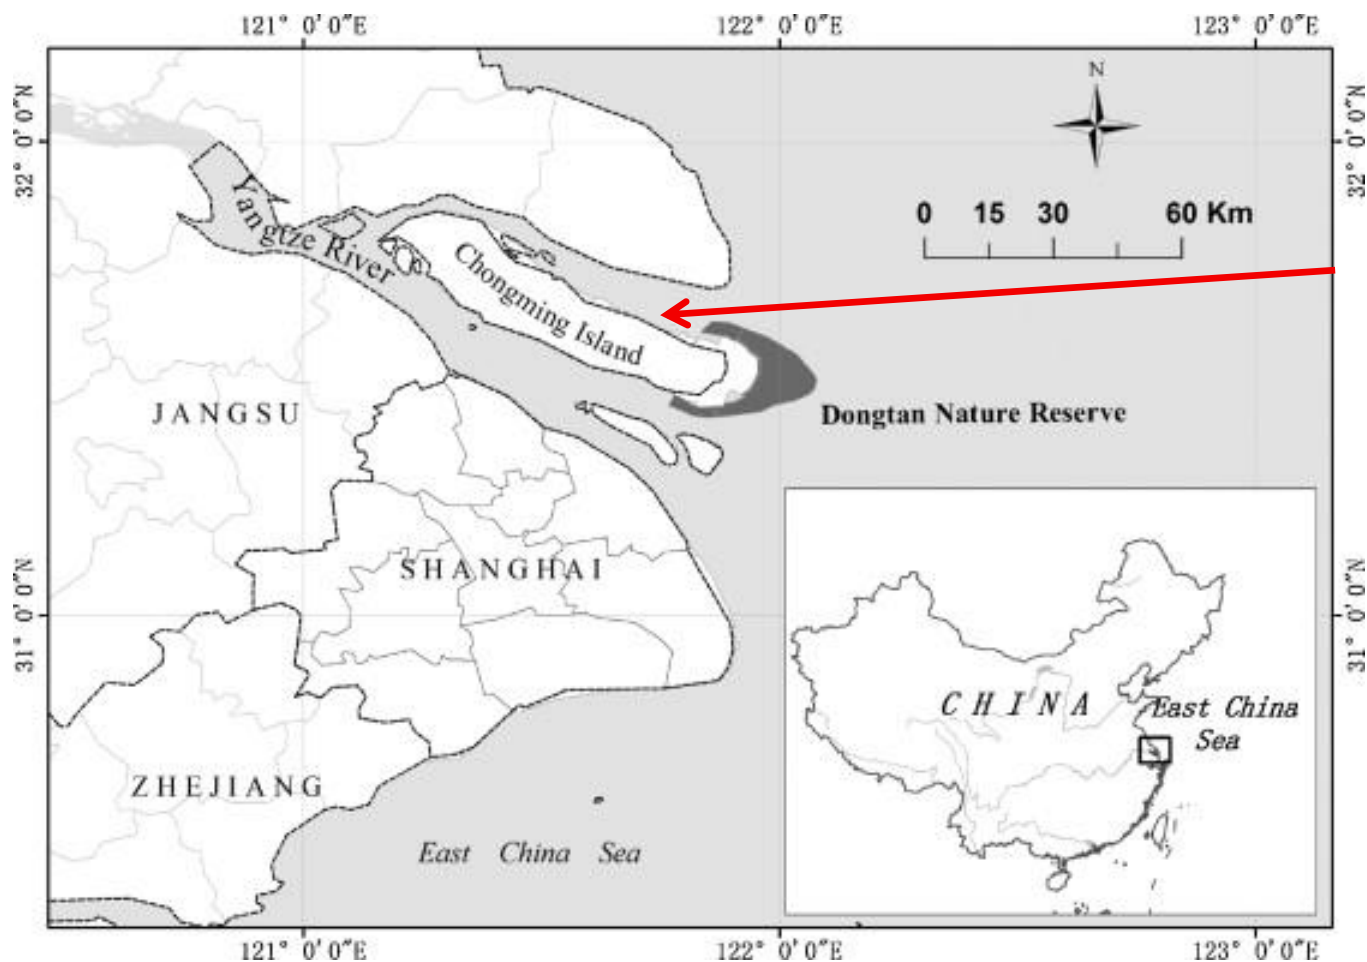 121° 0′0″E
122° 0′0″E
123° 0′0″E
32° 0′0″N
32° 0′0″N
N
0 15 30 60 Km
Yangtze River
Chongming Island
JANGSU
Dongtan Nature Reserve
SHANGHAI
31° 0′0″N
31° 0′0″N
CHINA
East China
Sea
ZHEJIANG
East China Sea
121° 0′0″E
122° 0′0″E
123° 0′0″E